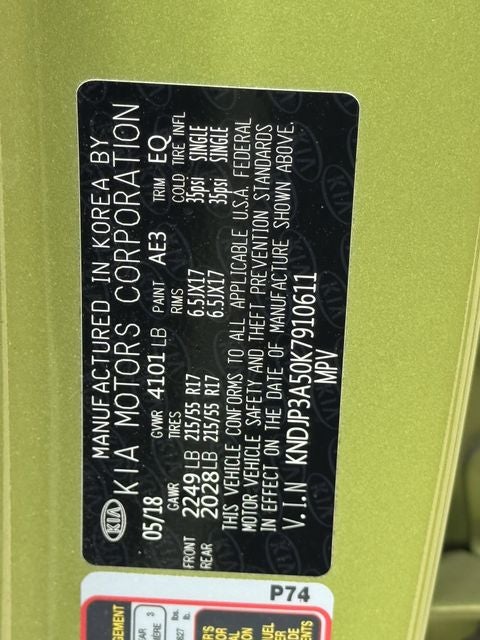 KIA
MANUFACTURED IN KOREA BY
KIA MOTORS CORPORATION
05/18 GVWR 4101 LB PAINT AE3 TRIM EQ
GAWR TIRES RIMS COLD TIRE INFL
FRONT 2249 LB 215/55 R17 6.5JX17 35psi SINGLE
REAR 2028 LB 215/55 R17 6.5JX17 35psi SINGLE
THIS VEHICLE CONFORMS TO ALL APPLICABLE U.S.A. FEDERAL
MOTOR VEHICLE SAFETY AND THEFT PREVENTION STANDARDS
IN EFFECT ON THE DATE OF MANUFACTURE SHOWN ABOVE.
V.I.N KNDJP3A50K7910611
MPV
P74